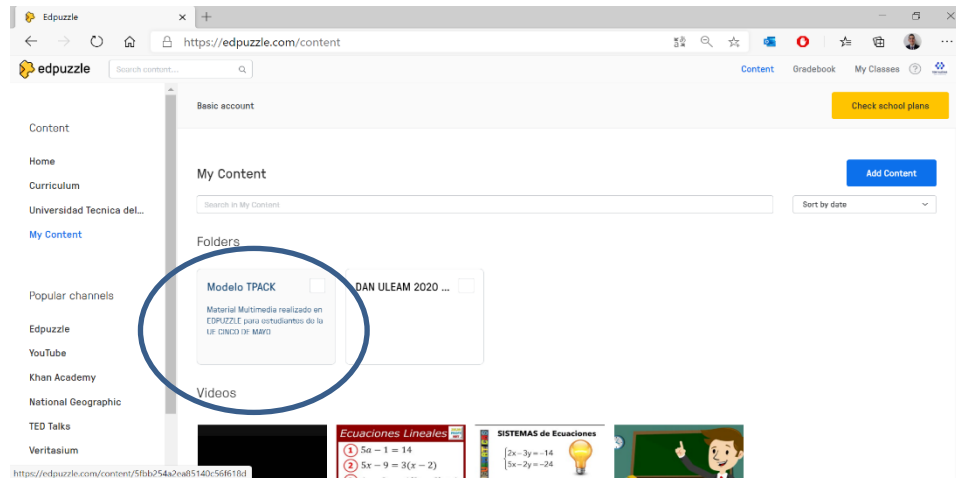 Edpuzzle
https://edpuzzle.com/content
edpuzzle
Search content...
Content
Gradebook
My Classes
Basic account
Check school plans
Content
Home
Curriculum
Universidad Tecnica del...
My Content
Popular channels
Edpuzzle
YouTube
Khan Academy
National Geographic
TED Talks
Veritasium
My Content
Add Content
Search in My Content
Sort by date
Folders
Modelo TPACK
Material Multimedia realizado en
EDPUZZLE para estudiantes de la
UE CINCO DE MAYO
DAN ULEAM 2020 ...
Videos
Ecuaciones Lineales
1 5a − 1 = 14
2 5x − 9 = 3(x − 2)
SISTEMAS de Ecuaciones
2x−3y=−14
5x−2y=−24
https://edpuzzle.com/content/5fbb254a2ea85140c56f618d